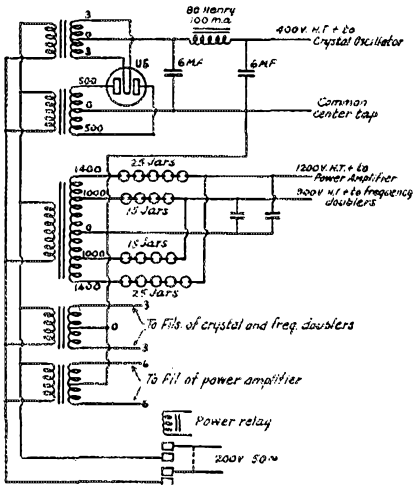 80 Henry
100 m.a.
3
0
3
400V. H.T + to
Crystal Oscillator
6MF
6 MF
U5
500
0
500
Common
center tap
1400
25 Jars
1200V. H.T. + to
Power Amplifier
1000
15 Jars
900V H.T + to frequency
doublers
0
15 Jars
1000
1400
25 Jars
3
0
To Fils. of crystal and freq. doublers
3
6
To Fil of power amplifier
6
Power relay
200V 50~